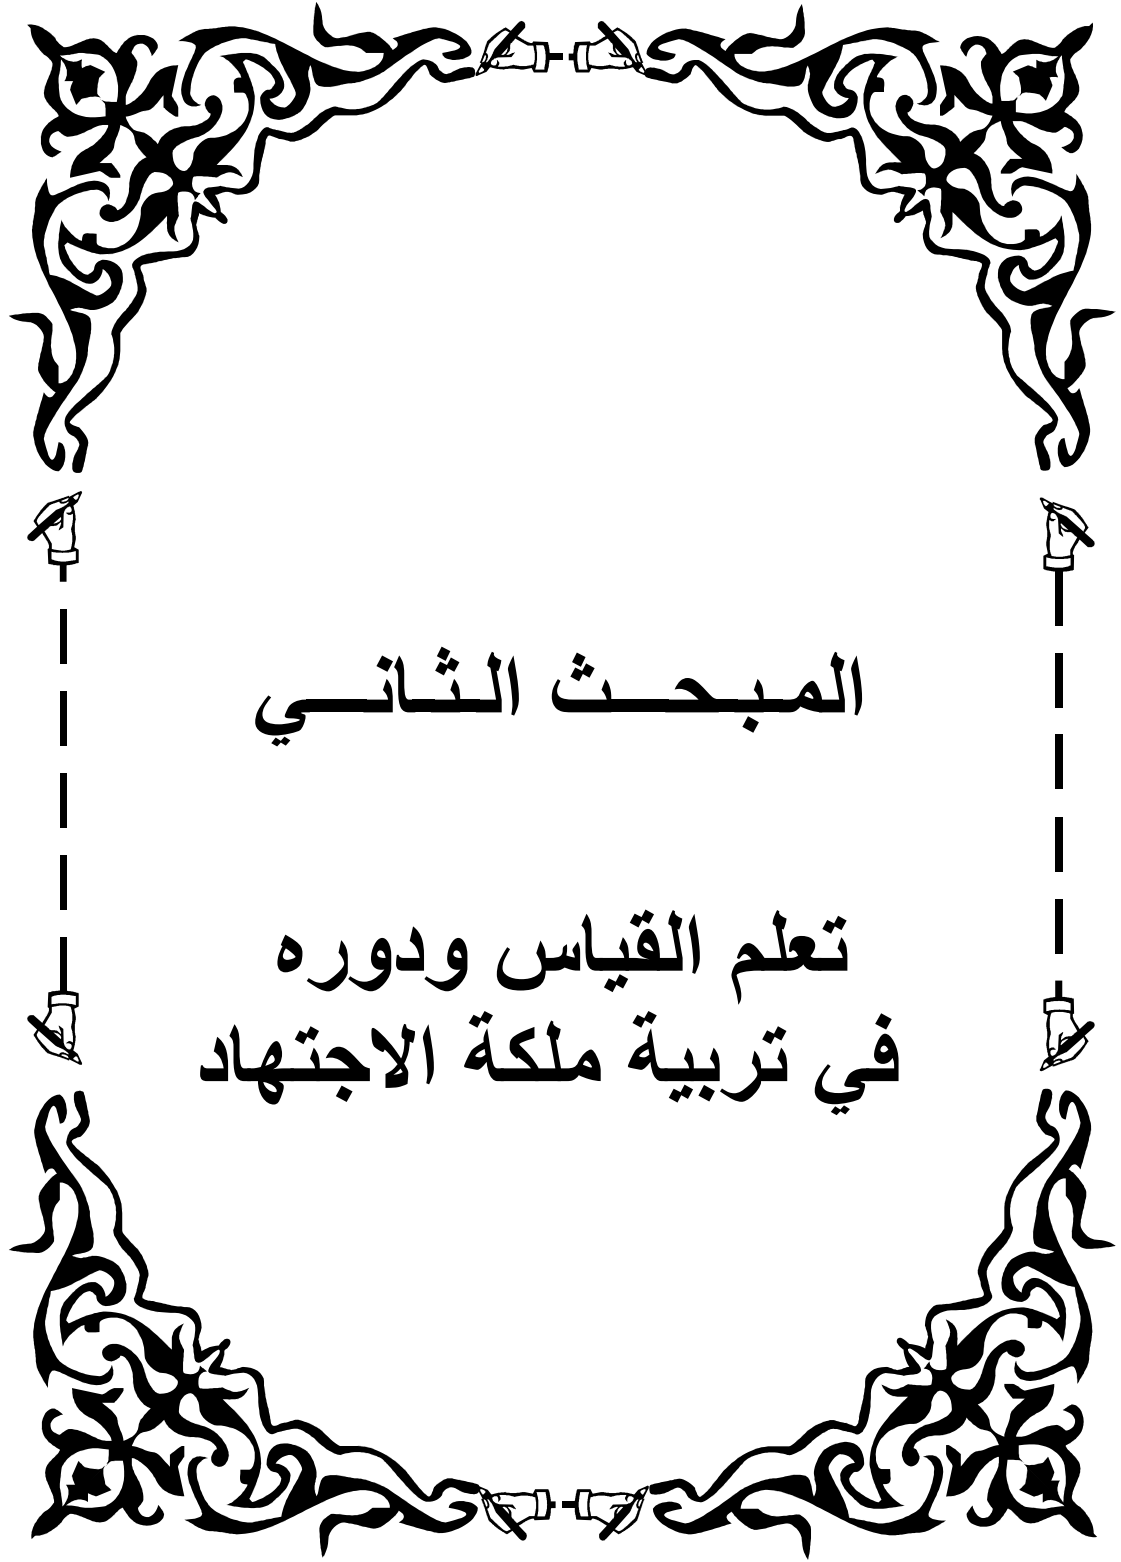 المبحث الثاني
تعلم القياس ودوره
في تربية ملكة الاجتهاد